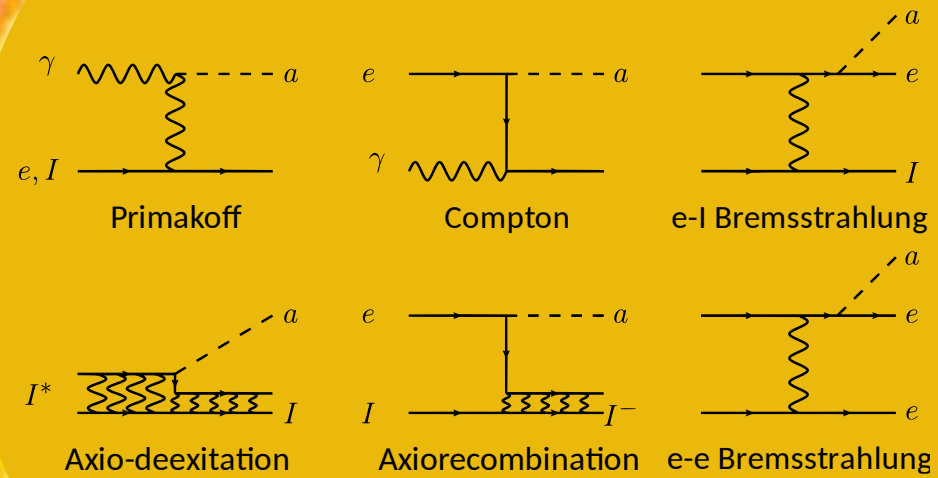 γ a
e, I
Primakoff
e a
γ
Compton
a
e
I
e-I Bremsstrahlung
a
I* I
Axio-deexitation
e a
I I⁻
Axiorecombination
a
e
e
e-e Bremsstrahlung